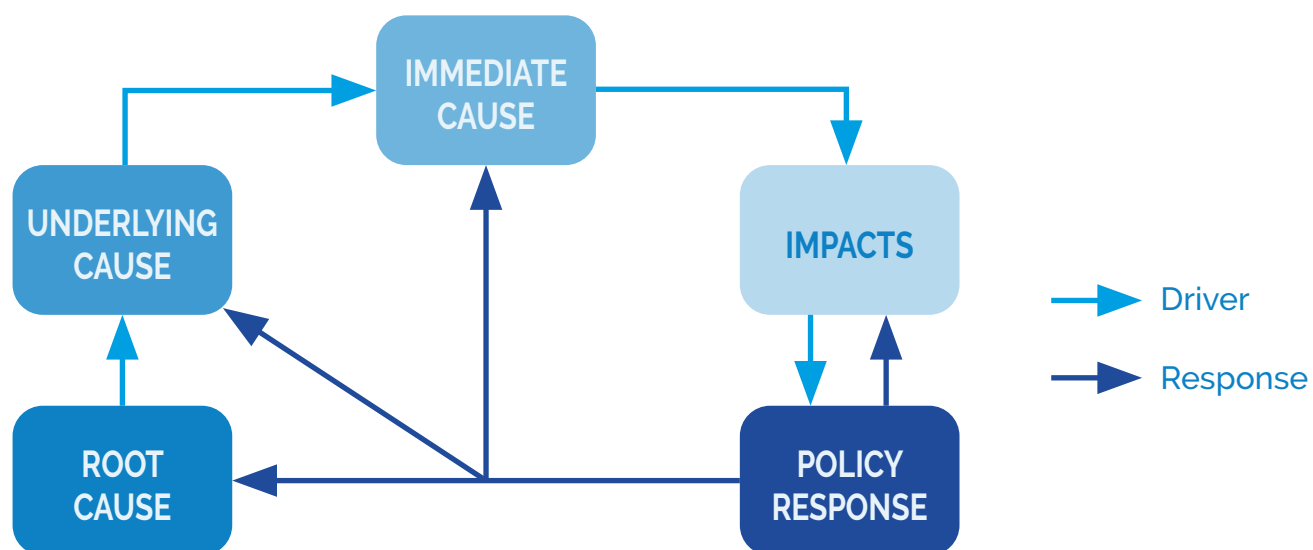 IMMEDIATE
CAUSE
UNDERLYING
CAUSE
IMPACTS
Driver
Response
ROOT
CAUSE
POLICY
RESPONSE